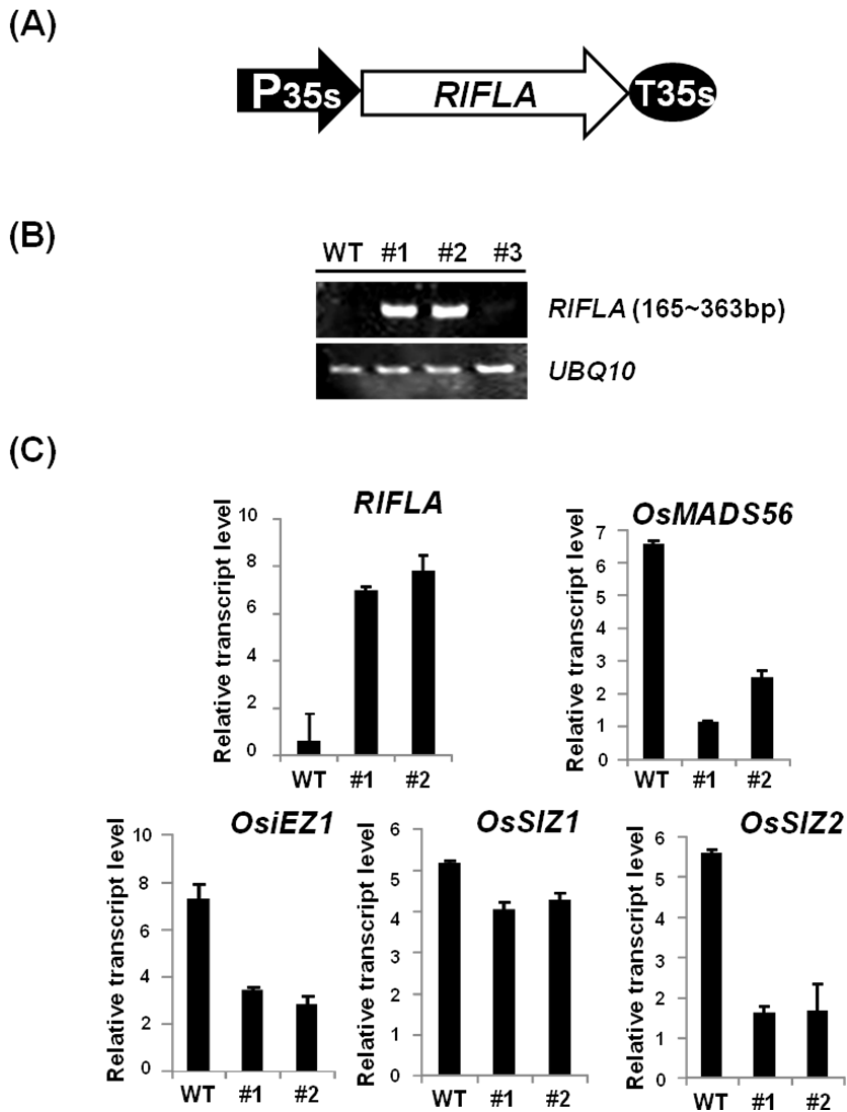 (A)
P35s RIFLA T35s
(B)
WT #1 #2 #3
RIFLA (165~363bp)
UBQ10
(C)
RIFLA
Relative transcript level
10
8
6
4
2
0
WT #1 #2
OsMADS56
Relative transcript level
7
6
5
4
3
2
1
0
WT #1 #2
OsiEZ1
Relative transcript level
10
8
6
4
2
0
WT #1 #2
OsSIZ1
Relative transcript level
6
5
4
3
2
1
0
WT #1 #2
OsSIZ2
Relative transcript level
6
5
4
3
2
1
0
WT #1 #2